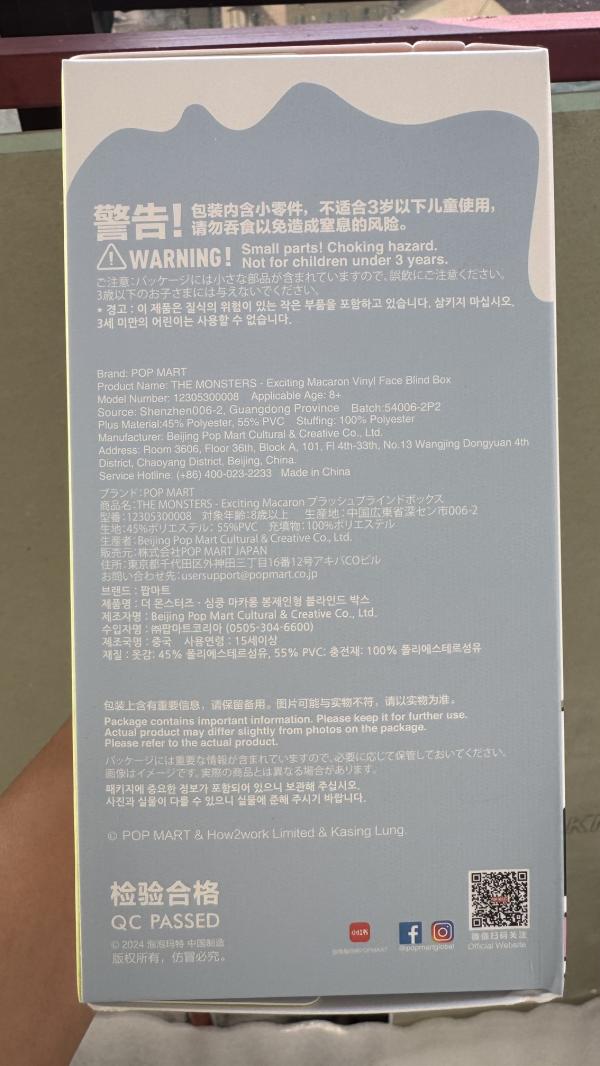 警告!
包装内含小零件，不适合3岁以下儿童使用，
请勿吞食以免造成窒息的风险。
WARNING!
Small parts! Choking hazard.
Not for children under 3 years.
ご注意：パッケージには小さな部品が含まれていますので、誤飲にご注意ください。
3歳以下のお子さまには与えないでください。
* 경고 : 이 제품은 질식의 위험이 있는 작은 부품을 포함하고 있습니다. 삼키지 마십시오.
3세 미만의 어린이는 사용할 수 없습니다.
Brand: POP MART
Product Name: THE MONSTERS - Exciting Macaron Vinyl Face Blind Box
Model Number: 12305300008 Applicable Age: 8+
Source: Shenzhen006-2, Guangdong Province Batch:54006-2P2
Plus Material:45% Polyester, 55% PVC Stuffing: 100% Polyester
Manufacturer: Beijing Pop Mart Cultural & Creative Co., Ltd.
Address: Room 3606, Floor 36th, Block A, 101, Fl 4th-33th, No.13 Wangjing Dongyuan 4th
District, Chaoyang District, Beijing, China.
Service Hotline: (+86) 400-023-2233 Made in China
ブランド：POP MART
商品名：THE MONSTERS - Exciting Macaron プラッシュブラインドボックス
型番：12305300008 対象年齢：8歳以上 生産地：中国広東省深セン市006-2
生地：45%ポリエステル；55%PVC 充填物：100%ポリエステル
生産者：Beijing Pop Mart Cultural & Creative Co., Ltd.
販売元：株式会社POP MART JAPAN
住所：東京都千代田区外神田三丁目16番12号アキバCOビル
お問い合わせ先：usersupport@popmart.co.jp
브랜드 : 팝마트
제품명 : 더 몬스터즈 - 심쿵 마카롱 봉제인형 블라인드 박스
제조자명 : Beijing Pop Mart Cultural & Creative Co., Ltd.
수입자명 : ㈜팝마트코리아 (0505-304-6600)
제조국명 : 중국 사용연령 : 15세이상
재질 : 옷감: 45% 폴리에스테르섬유, 55% PVC: 충전재: 100% 폴리에스테르섬유
包装上含有重要信息，请保留备用。图片可能与实物不符，请以实物为准。
Package contains important information. Please keep it for further use.
Actual product may differ slightly from photos on the package.
Please refer to the actual product.
パッケージには重要な情報が含まれていますので、必要に応じて保管しておいてください。
画像はイメージです、実際の商品とは異なる場合があります。
패키지에 중요한 정보가 포함되어 있으니 보관해 주십시오.
사진과 실물이 다를 수 있으니 실물에 준해 주시기 바랍니다.
© POP MART & How2work Limited & Kasing Lung.
检验合格
QC PASSED
© 2024 泡泡玛特 中国制造
版权所有，仿冒必究。
小红书
@popmartglobal
微信扫码关注
Official Website